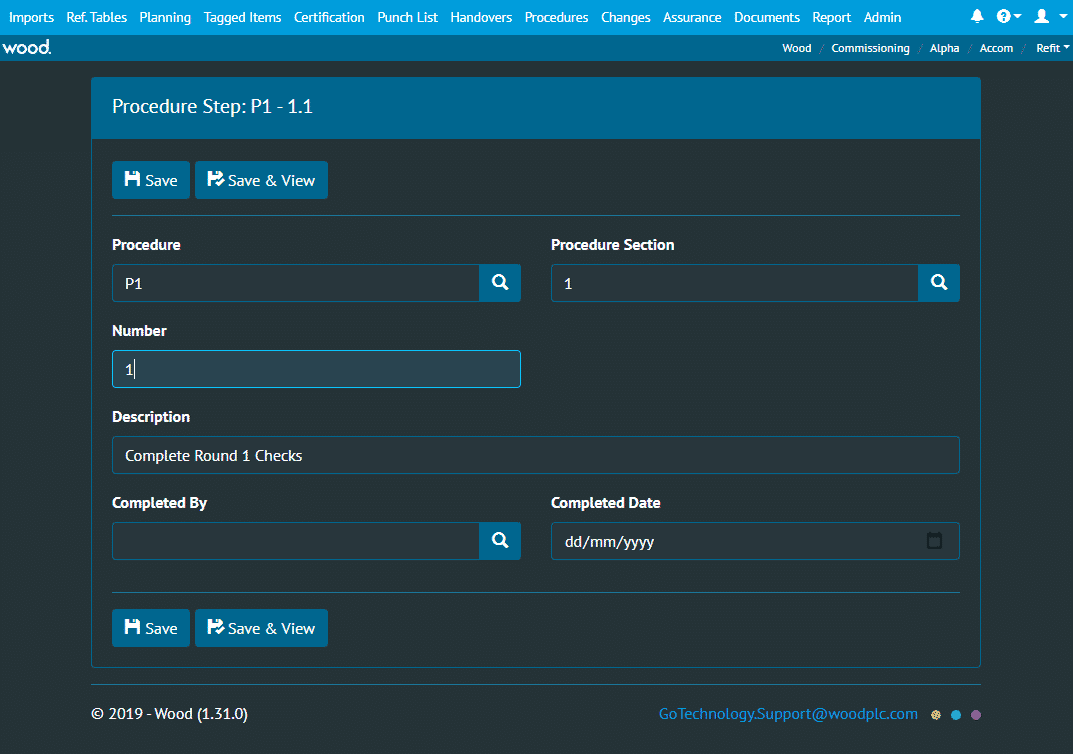 Imports Ref. Tables Planning Tagged Items Certification Punch List Handovers Procedures Changes Assurance Documents Report Admin
wood. Wood / Commissioning / Alpha / Accom / Refit
Procedure Step: P1 - 1.1
Save Save & View
Procedure Procedure Section
P1 1
Number
1
Description
Complete Round 1 Checks
Completed By Completed Date
dd/mm/yyyy
Save Save & View
© 2019 - Wood (1.31.0) GoTechnology.Support@woodplc.com